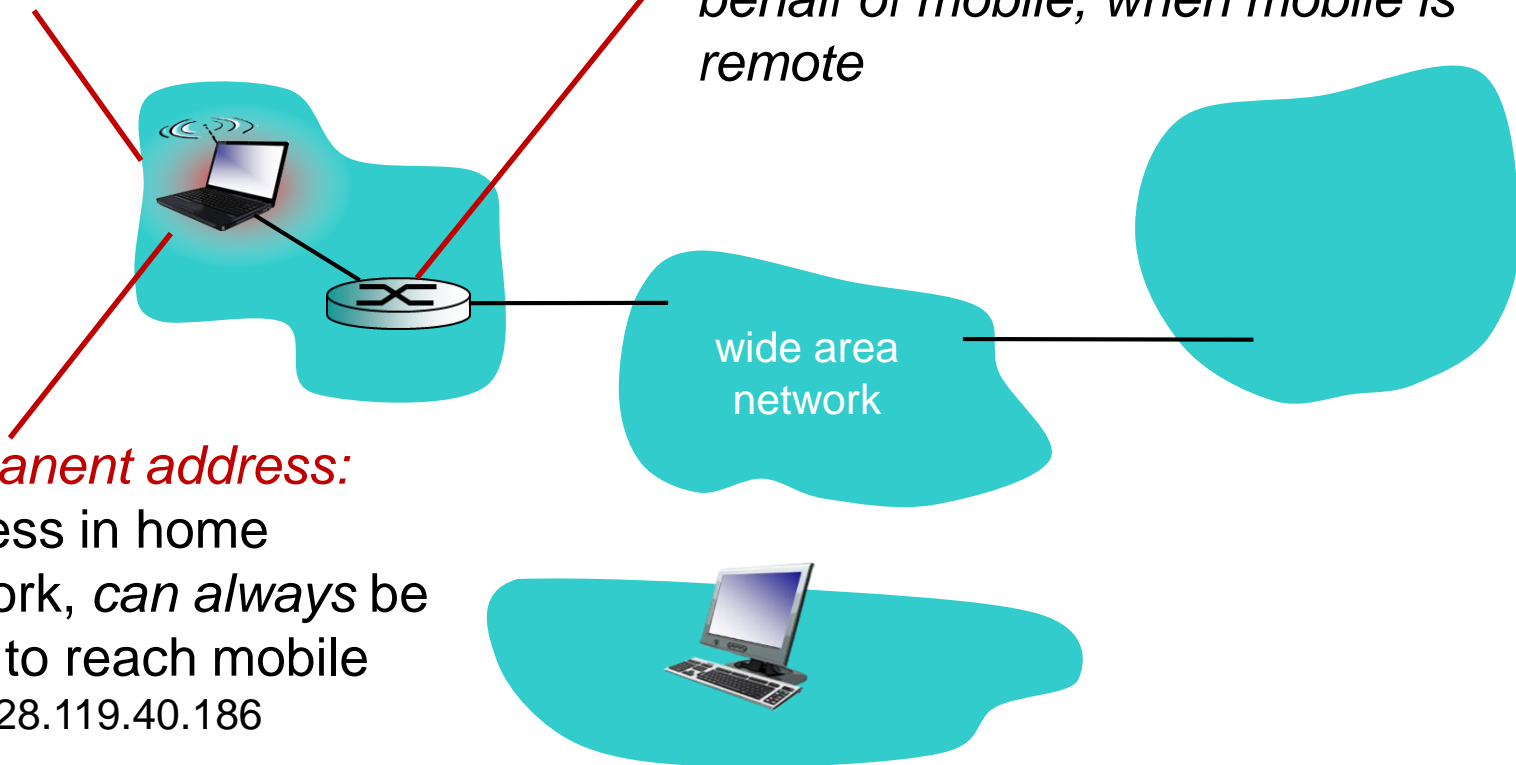 behalf of mobile, when mobile is
remote
wide area
network
anent address:
ess in home
ork, can always be
to reach mobile
28.119.40.186